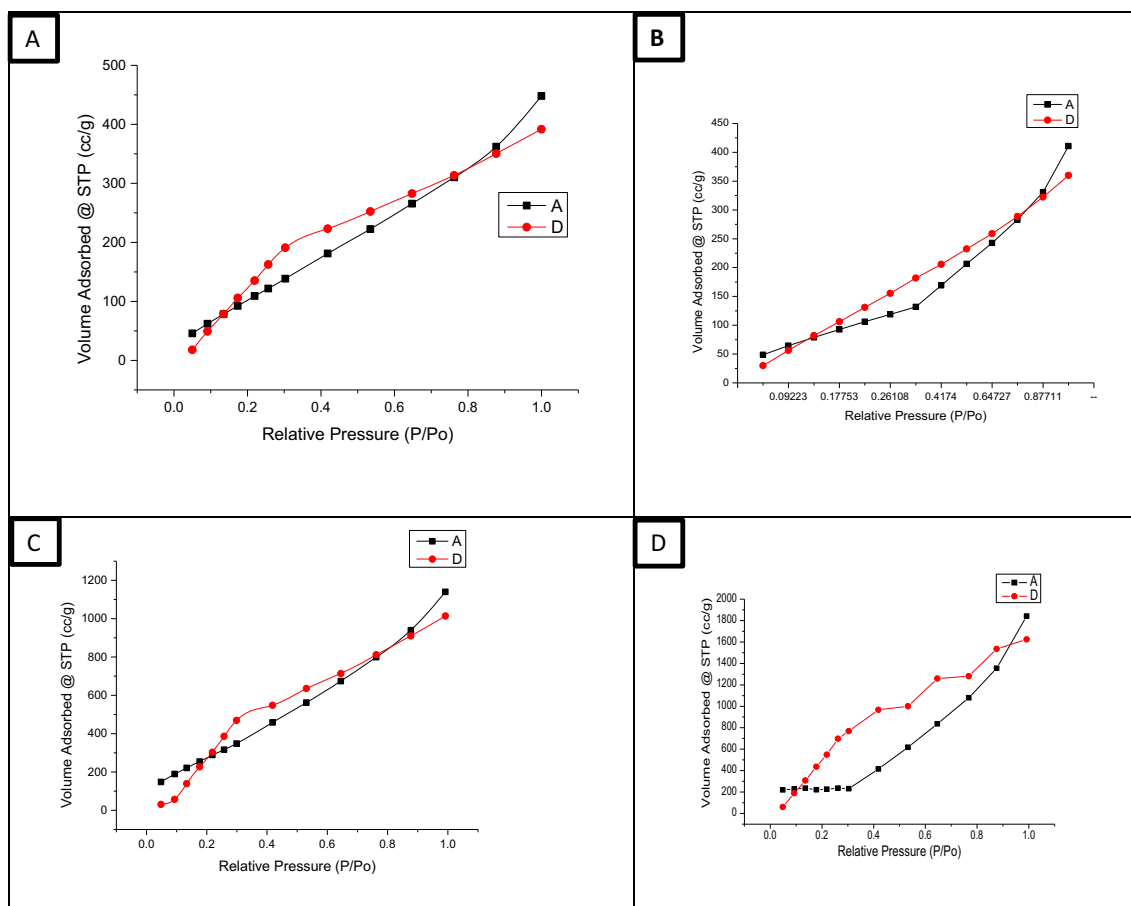 A
500
400
300
200
100
0
Volume Adsorbed @ STP (cc/g)
A
D
0.0 0.2 0.4 0.6 0.8 1.0
Relative Pressure (P/Po)
B
A
D
450
400
350
300
250
200
150
100
50
0
Volume Adsorbed @ STP (cc/g)
0.09223 0.17753 0.26108 0.4174 0.64727 0.87711 --
Relative Pressure (P/Po)
C
A
D
1200
1000
800
600
400
200
0
Volume Adsorbed @ STP (cc/g)
0.0 0.2 0.4 0.6 0.8 1.0
Relative Pressure (P/Po)
D
A
D
2000
1800
1600
1400
1200
1000
800
600
400
200
0
Volume Adsorbed @ STP (cc/g)
0.0 0.2 0.4 0.6 0.8 1.0
Relative Pressure (P/Po)